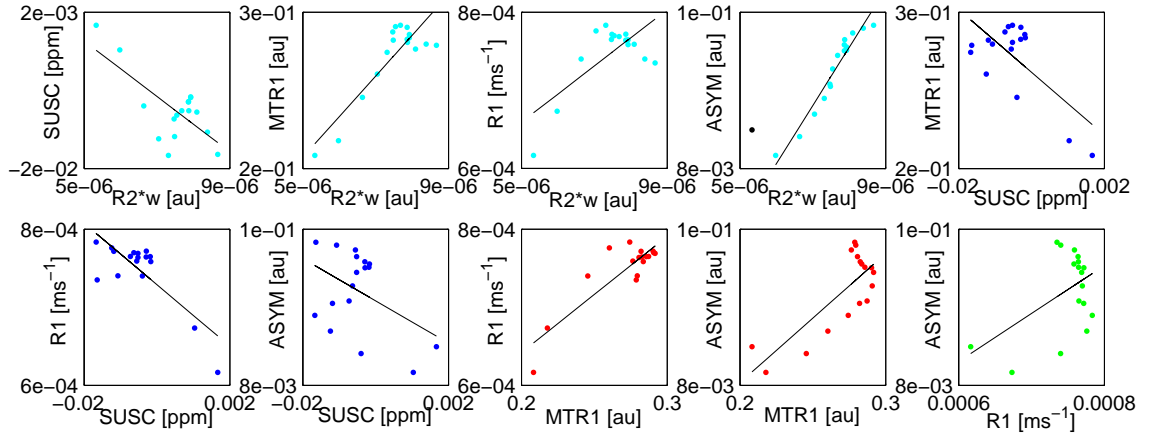 2e−03
SUSC [ppm]
−2e−02
5e−06
9e−06
R2*w [au]
3e−01
MTR1 [au]
2e−01
5e−06
9e−06
R2*w [au]
8e−04
R1 [ms−1]
6e−04
5e−06
9e−06
R2*w [au]
1e−01
ASYM [au]
8e−03
5e−06
9e−06
R2*w [au]
3e−01
MTR1 [au]
2e−01
−0.02
0.002
SUSC [ppm]
8e−04
R1 [ms−1]
6e−04
−0.02
0.002
SUSC [ppm]
1e−01
ASYM [au]
8e−03
−0.02
0.002
SUSC [ppm]
8e−04
R1 [ms−1]
6e−04
0.2
0.3
MTR1 [au]
1e−01
ASYM [au]
8e−03
0.2
0.3
MTR1 [au]
1e−01
ASYM [au]
8e−03
0.0006
0.0008
R1 [ms−1]